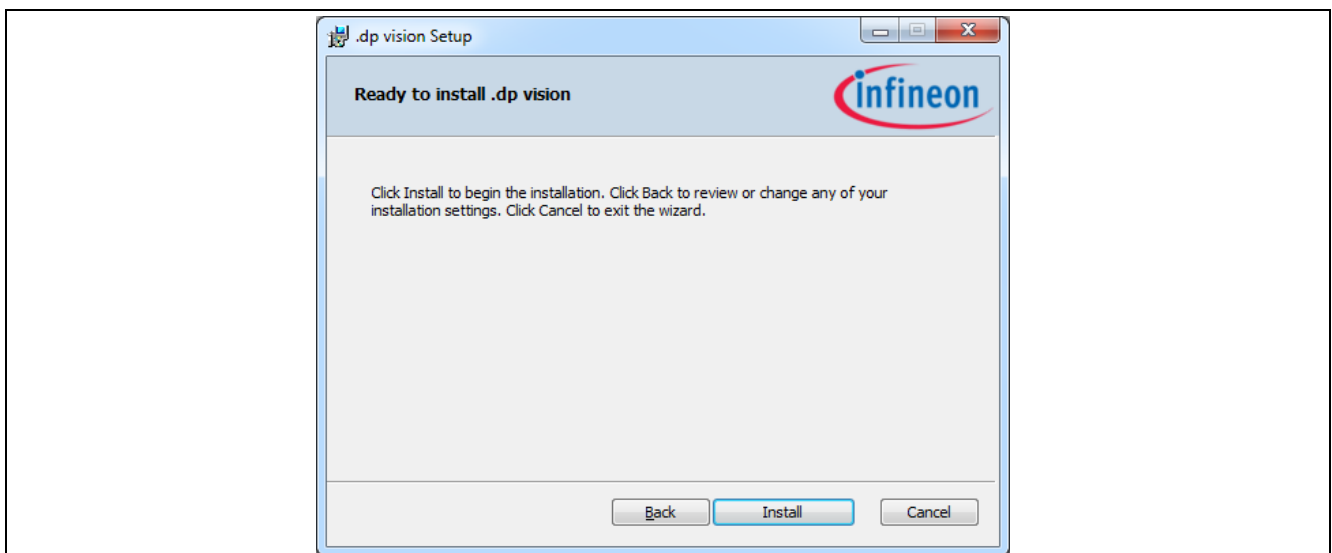 .dp vision Setup
Ready to install .dp vision
infineon
Click Install to begin the installation. Click Back to review or change any of your
installation settings. Click Cancel to exit the wizard.
Back
Install
Cancel